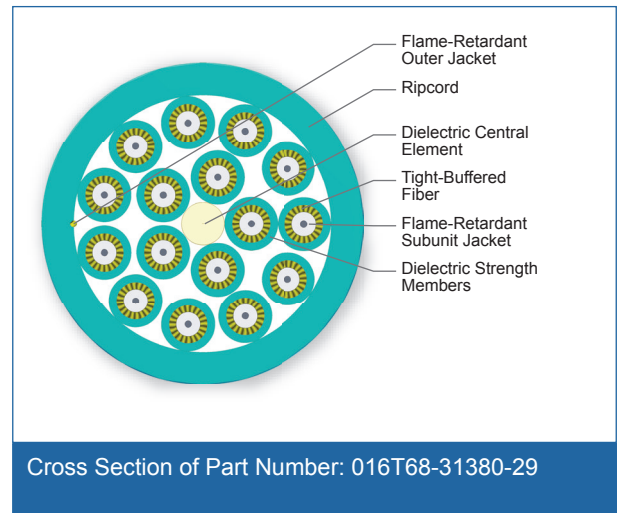 Flame-Retardant
Outer Jacket
Ripcord
Dielectric Central
Element
Tight-Buffered
Fiber
Flame-Retardant
Subunit Jacket
Dielectric Strength
Members
Cross Section of Part Number: 016T68-31380-29